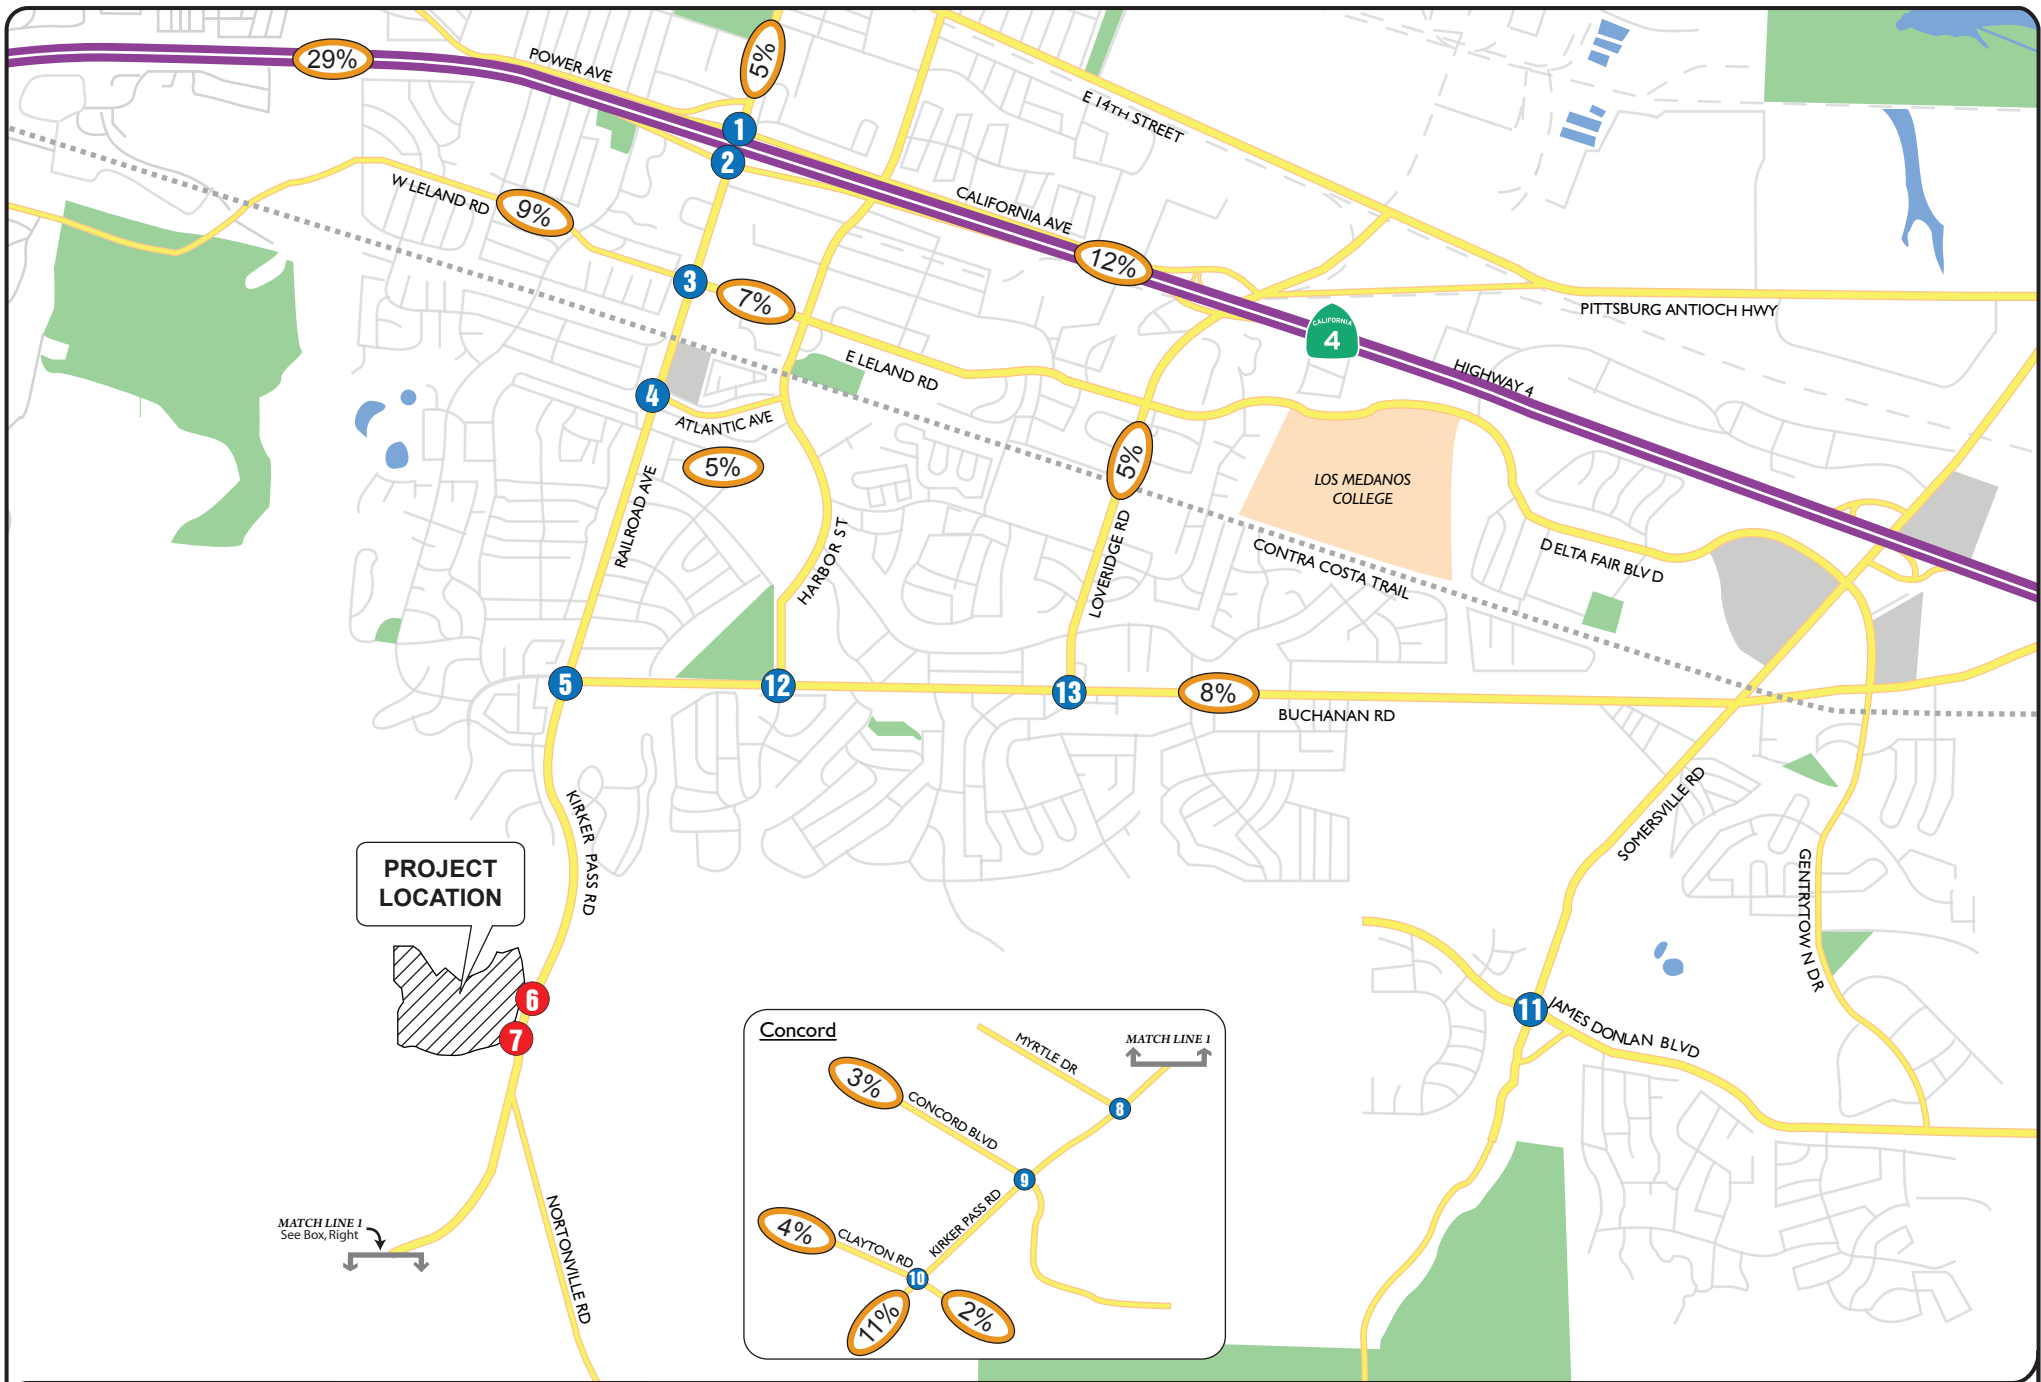 29%
POWER AVE
5%
E 14TH STREET
1
2
W LELAND RD
9%
CALIFORNIA AVE
12%
3
7%
CALIFORNIA
4
PITTSBURG ANTIOCH HWY
E LELAND RD
HIGHWAY 4
4
ATLANTIC AVE
5%
5%
RAILROAD AVE
LOS MEDANOS
COLLEGE
HARBOR ST
LOVERIDGE RD
CONTRA COSTA TRAIL
DELTA FAIR BLVD
5
12
13
8%
BUCHANAN RD
KIRKER PASS RD
SOMERSVILLE RD
GENTRYTOWN DR
PROJECT
LOCATION
6
7
11
JAMES DONLAN BLVD
Concord
MYRTLE DR
MATCH LINE 1
3%
CONCORD BLVD
8
9
KIRKER PASS RD
4%
CLAYTON RD
10
11%
2%
MATCH LINE 1
See Box, Right
NORTONVILLE RD